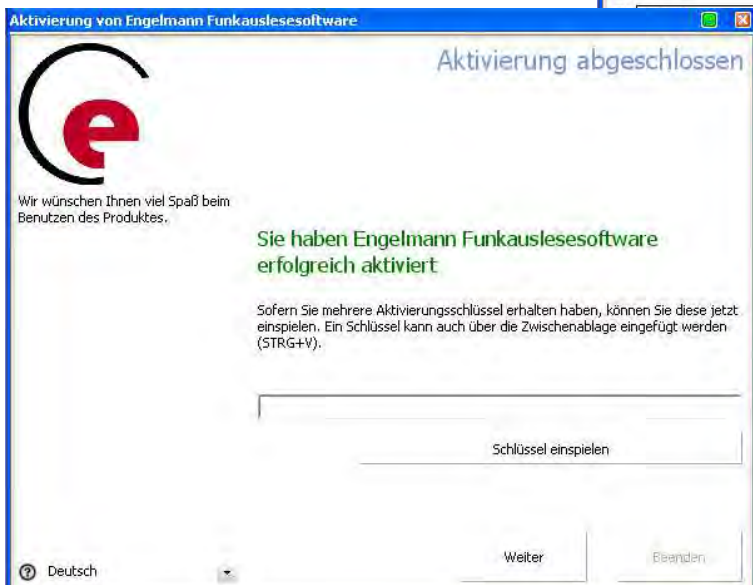 Aktivierung von Engelmann Funkauslesesoftware
Aktivierung abgeschlossen
e
Wir wünschen Ihnen viel Spaß beim
Benutzen des Produktes.
Sie haben Engelmann Funkauslesesoftware
erfolgreich aktiviert
Sofern Sie mehrere Aktivierungsschlüssel erhalten haben, können Sie diese jetzt
einspielen. Ein Schlüssel kann auch über die Zwischenablage eingefügt werden
(STRG+V).
Schlüssel einspielen
Weiter
Beenden
? Deutsch